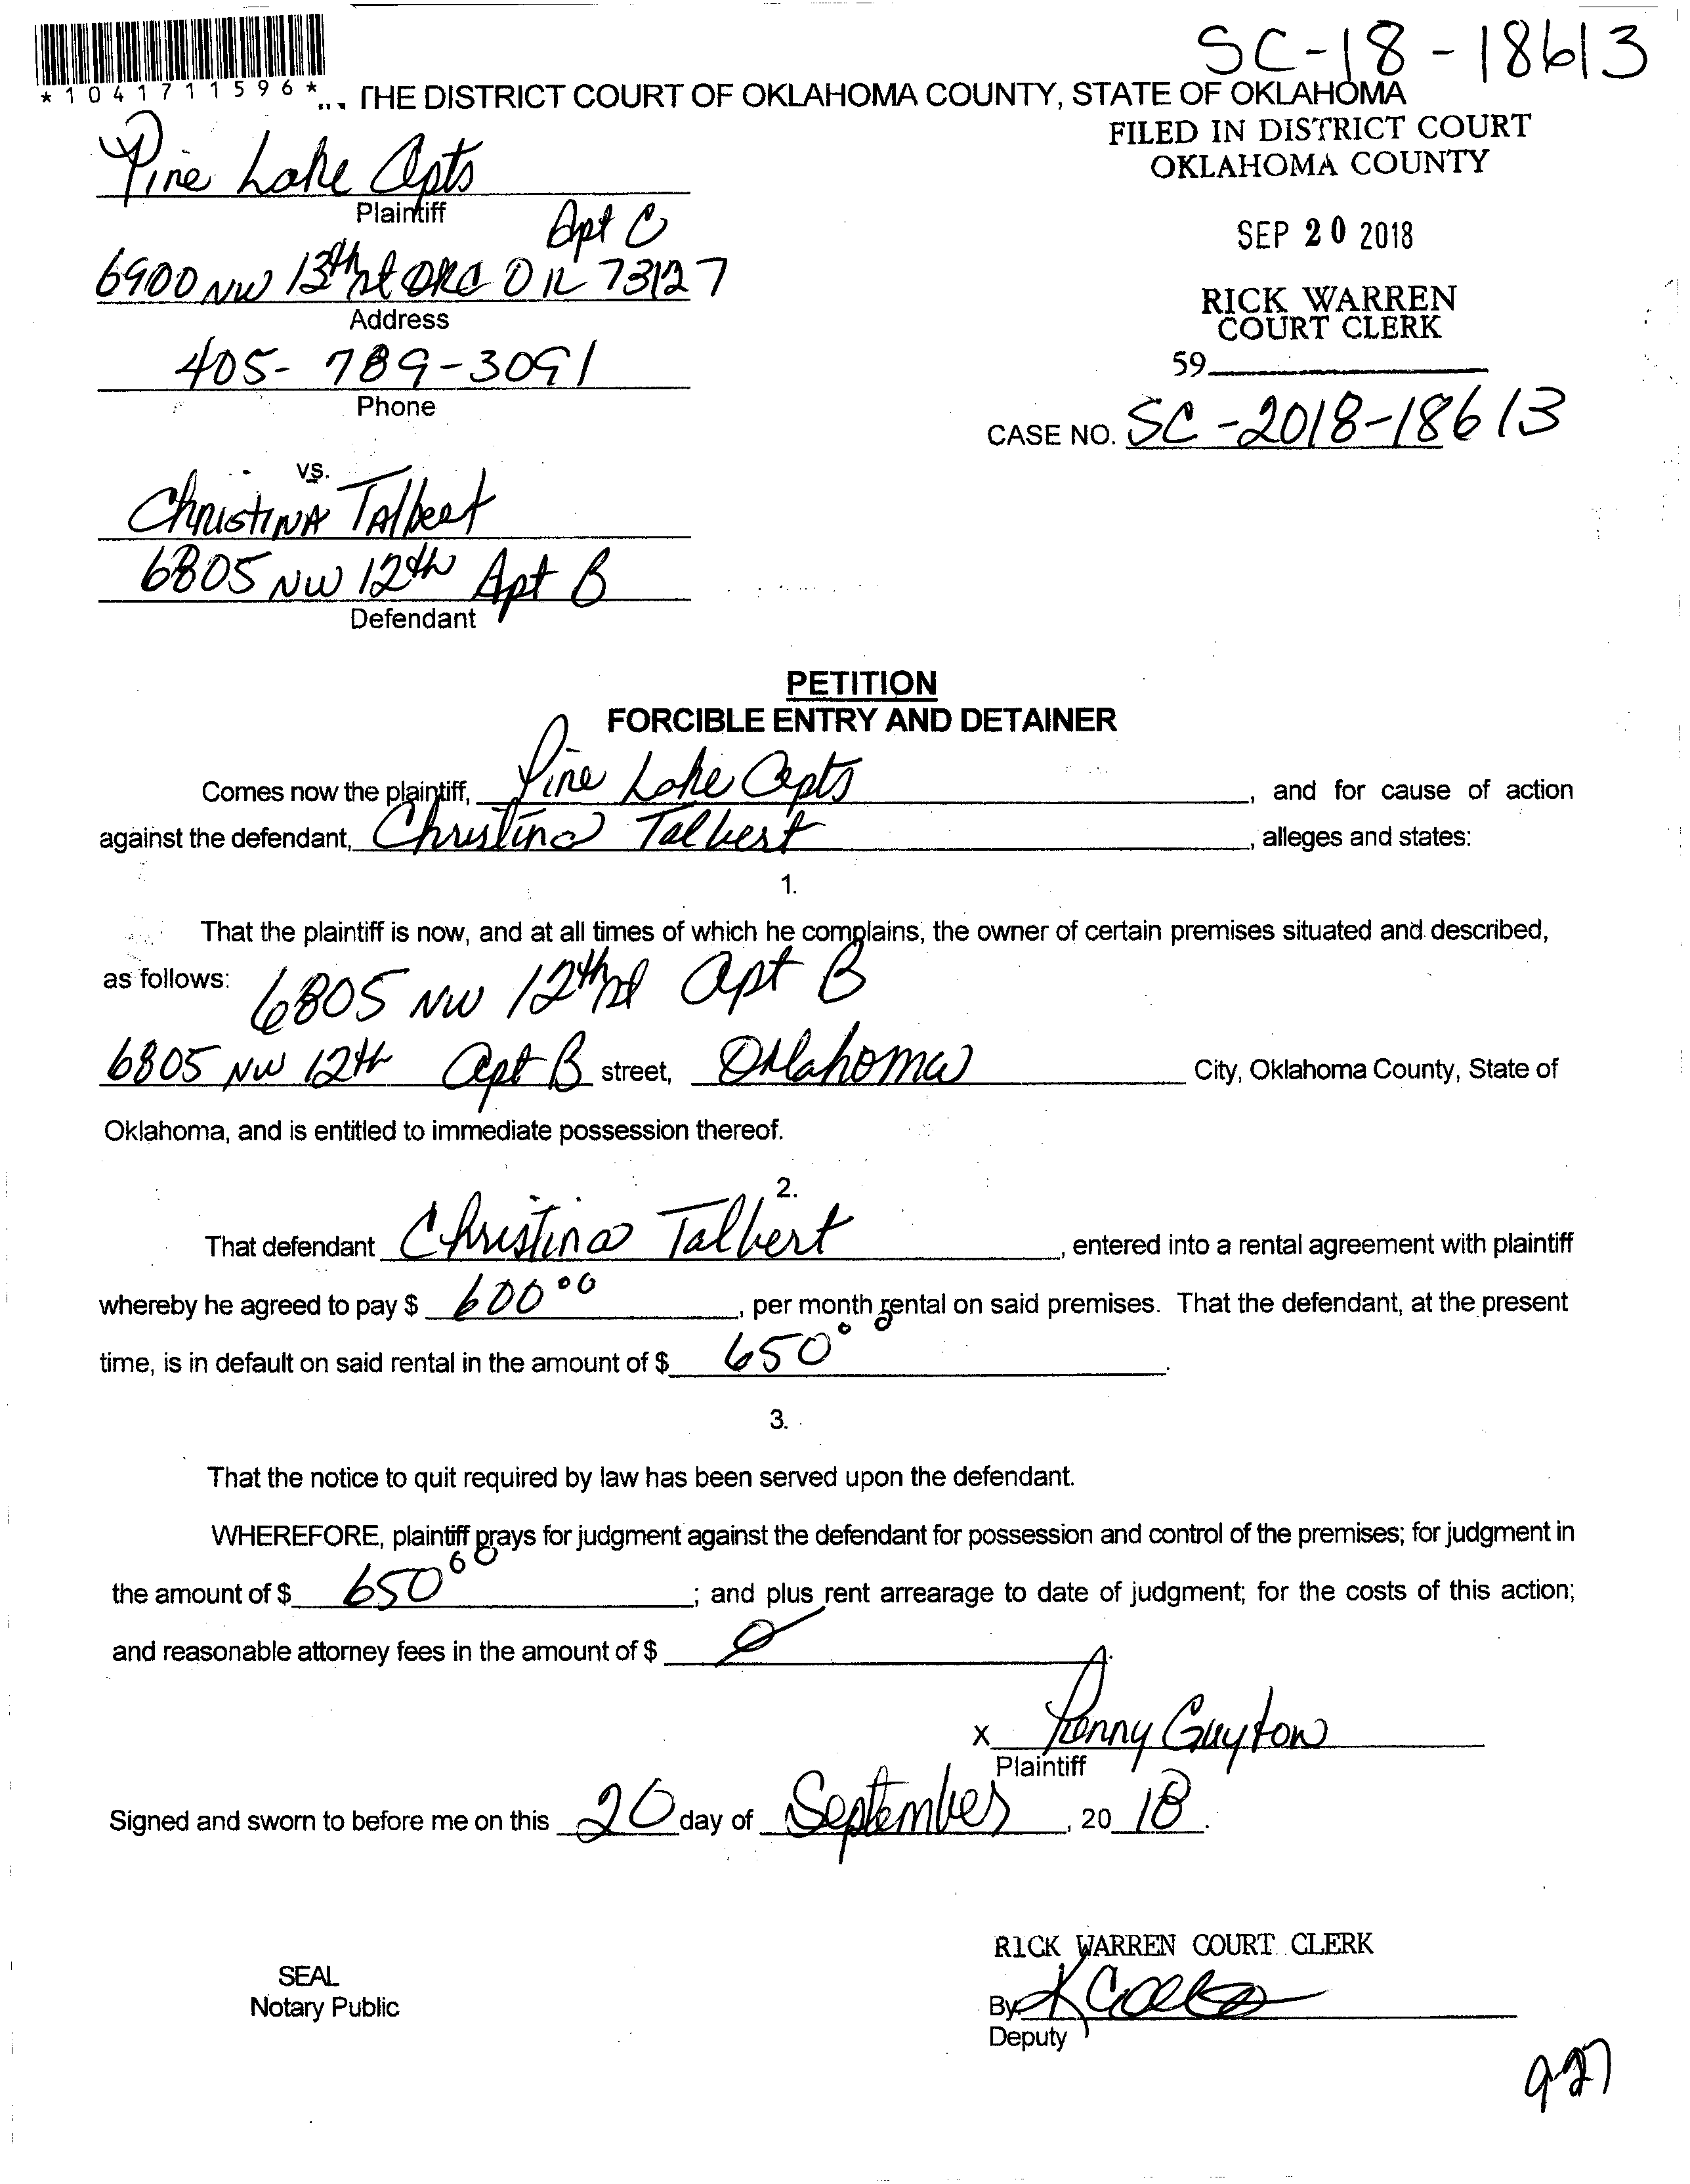 SC-18-18613
*1041711596*
THE DISTRICT COURT OF OKLAHOMA COUNTY, STATE OF OKLAHOMA
FILED IN DISTRICT COURT
OKLAHOMA COUNTY
Pine Lake Apts
Plaintiff
SEP 20 2018
Apt C
6900 NW 13th st OKC OK 73127
Address
RICK WARREN
COURT CLERK
405-789-3091
Phone
59
CASE NO. SC-2018-18613
vs.
Christina Talbert
6805 NW 12th Apt B
Defendant
PETITION
FORCIBLE ENTRY AND DETAINER
Comes now the plaintiff, Pine Lake Apts, and for cause of action
against the defendant, Christina Talbert, alleges and states:
1.
That the plaintiff is now, and at all times of which he complains, the owner of certain premises situated and described,
as follows: 6805 NW 12th st Apt B
6805 NW 12th Apt B street, Oklahoma City, Oklahoma County, State of
Oklahoma, and is entitled to immediate possession thereof.
2.
That defendant Christina Talbert, entered into a rental agreement with plaintiff
whereby he agreed to pay $ 600 00, per month rental on said premises. That the defendant, at the present
time, is in default on said rental in the amount of $ 650 00.
3.
That the notice to quit required by law has been served upon the defendant.
WHEREFORE, plaintiff prays for judgment against the defendant for possession and control of the premises; for judgment in
the amount of $ 650 00; and plus rent arrearage to date of judgment; for the costs of this action;
and reasonable attorney fees in the amount of $ 0.
X Penny Guyton
Plaintiff
Signed and sworn to before me on this 20 day of September, 2018.
RICK WARREN COURT CLERK
SEAL
Notary Public
By
Deputy
9-27